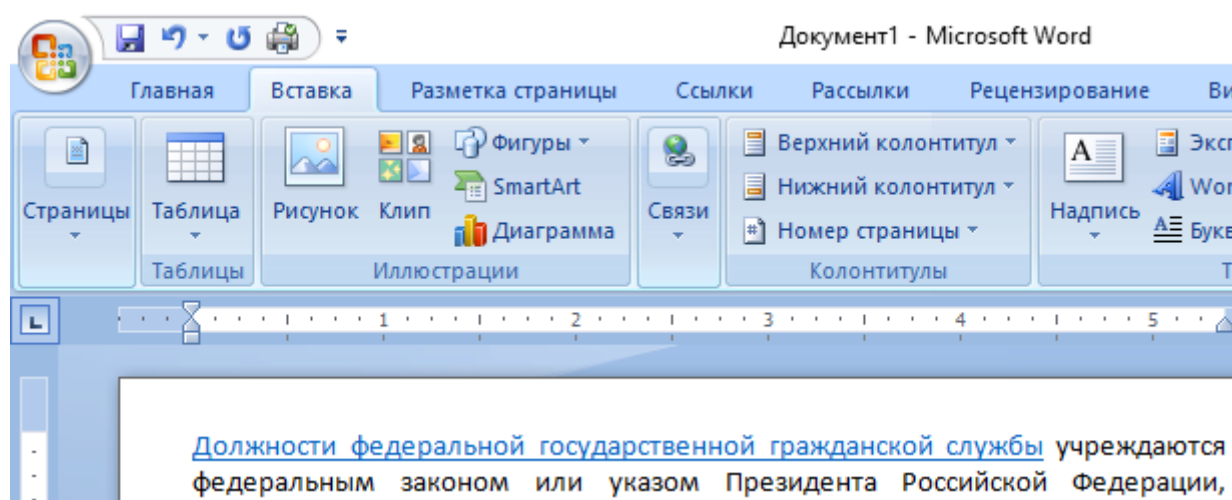 Документ1 - Microsoft Word
Главная Вставка Разметка страницы Ссылки Рассылки Рецензирование
Страницы Таблица Рисунок Клип Фигуры SmartArt Диаграмма Связи Верхний колонтитул Нижний колонтитул Номер страницы Надпись
Таблицы Иллюстрации Колонтитулы
1 2 3 4 5
Должности федеральной государственной гражданской службы учреждаются
федеральным законом или указом Президента Российской Федерации,